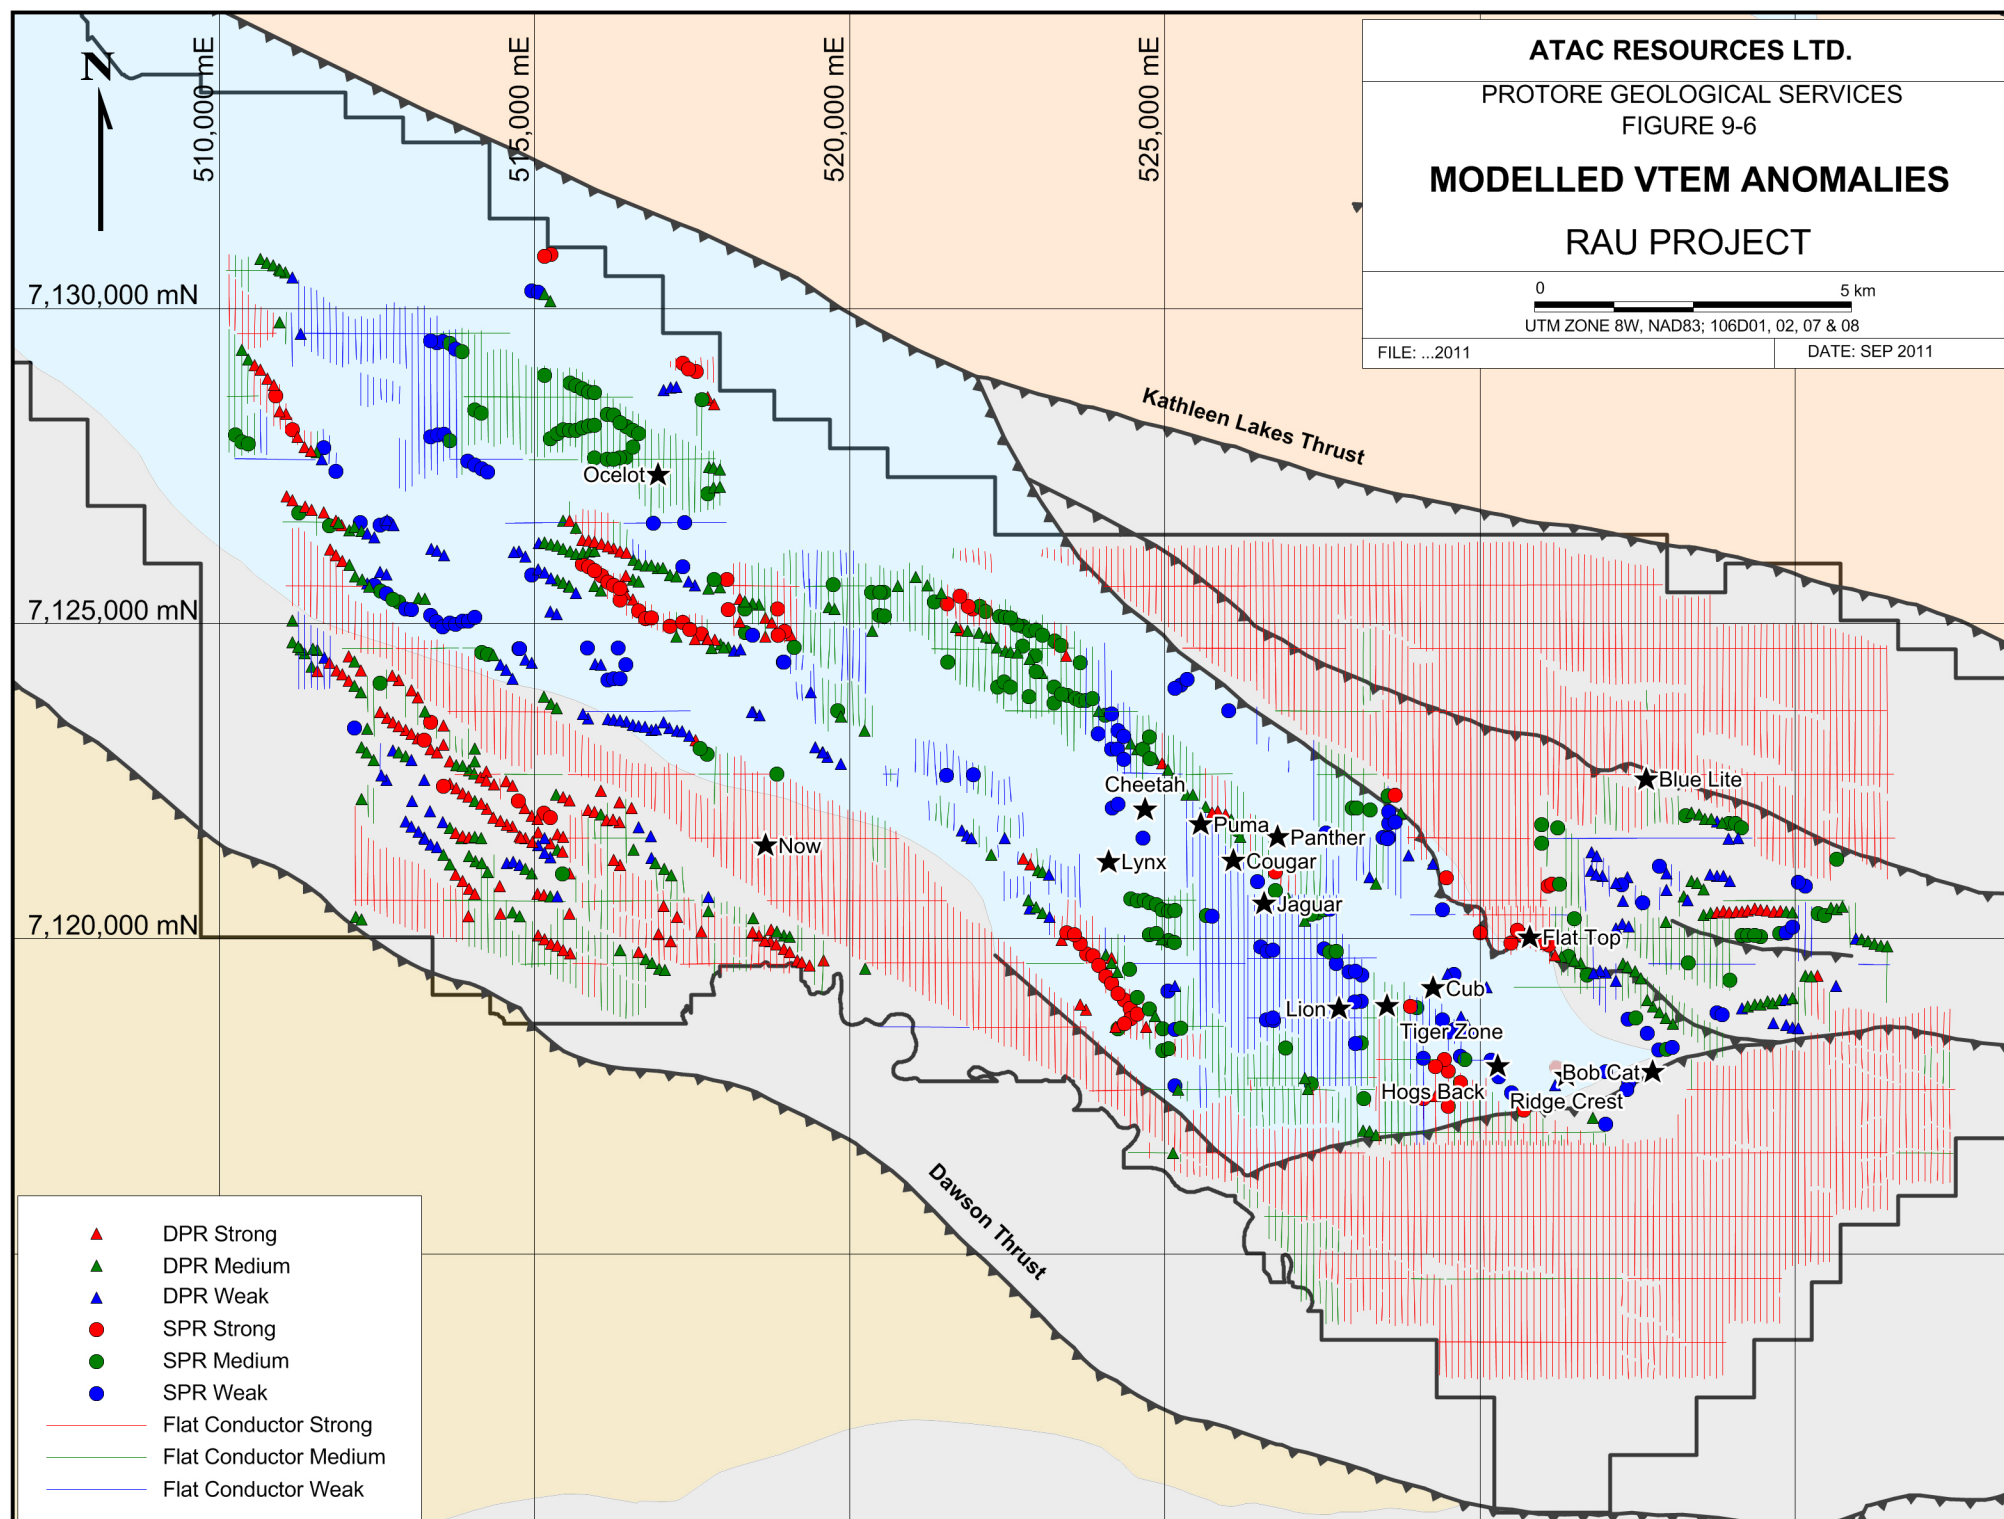 ATAC RESOURCES LTD.
PROTORE GEOLOGICAL SERVICES
FIGURE 9-6
MODELLED VTEM ANOMALIES
RAU PROJECT
0 5 km
UTM ZONE 8W, NAD83; 106D01, 02, 07 & 08
FILE: ...2011 DATE: SEP 2011
N
510,000 mE
515,000 mE
520,000 mE
525,000 mE
7,130,000 mN
7,125,000 mN
7,120,000 mN
Kathleen Lakes Thrust
Ocelot
Cheetah
Blue Lite
Puma
Panther
Now
Lynx
Cougar
Jaguar
Flat Top
Cub
Lion
Tiger Zone
Bob Cat
Hogs Back
Ridge Crest
Dawson Thrust
DPR Strong
DPR Medium
DPR Weak
SPR Strong
SPR Medium
SPR Weak
Flat Conductor Strong
Flat Conductor Medium
Flat Conductor Weak